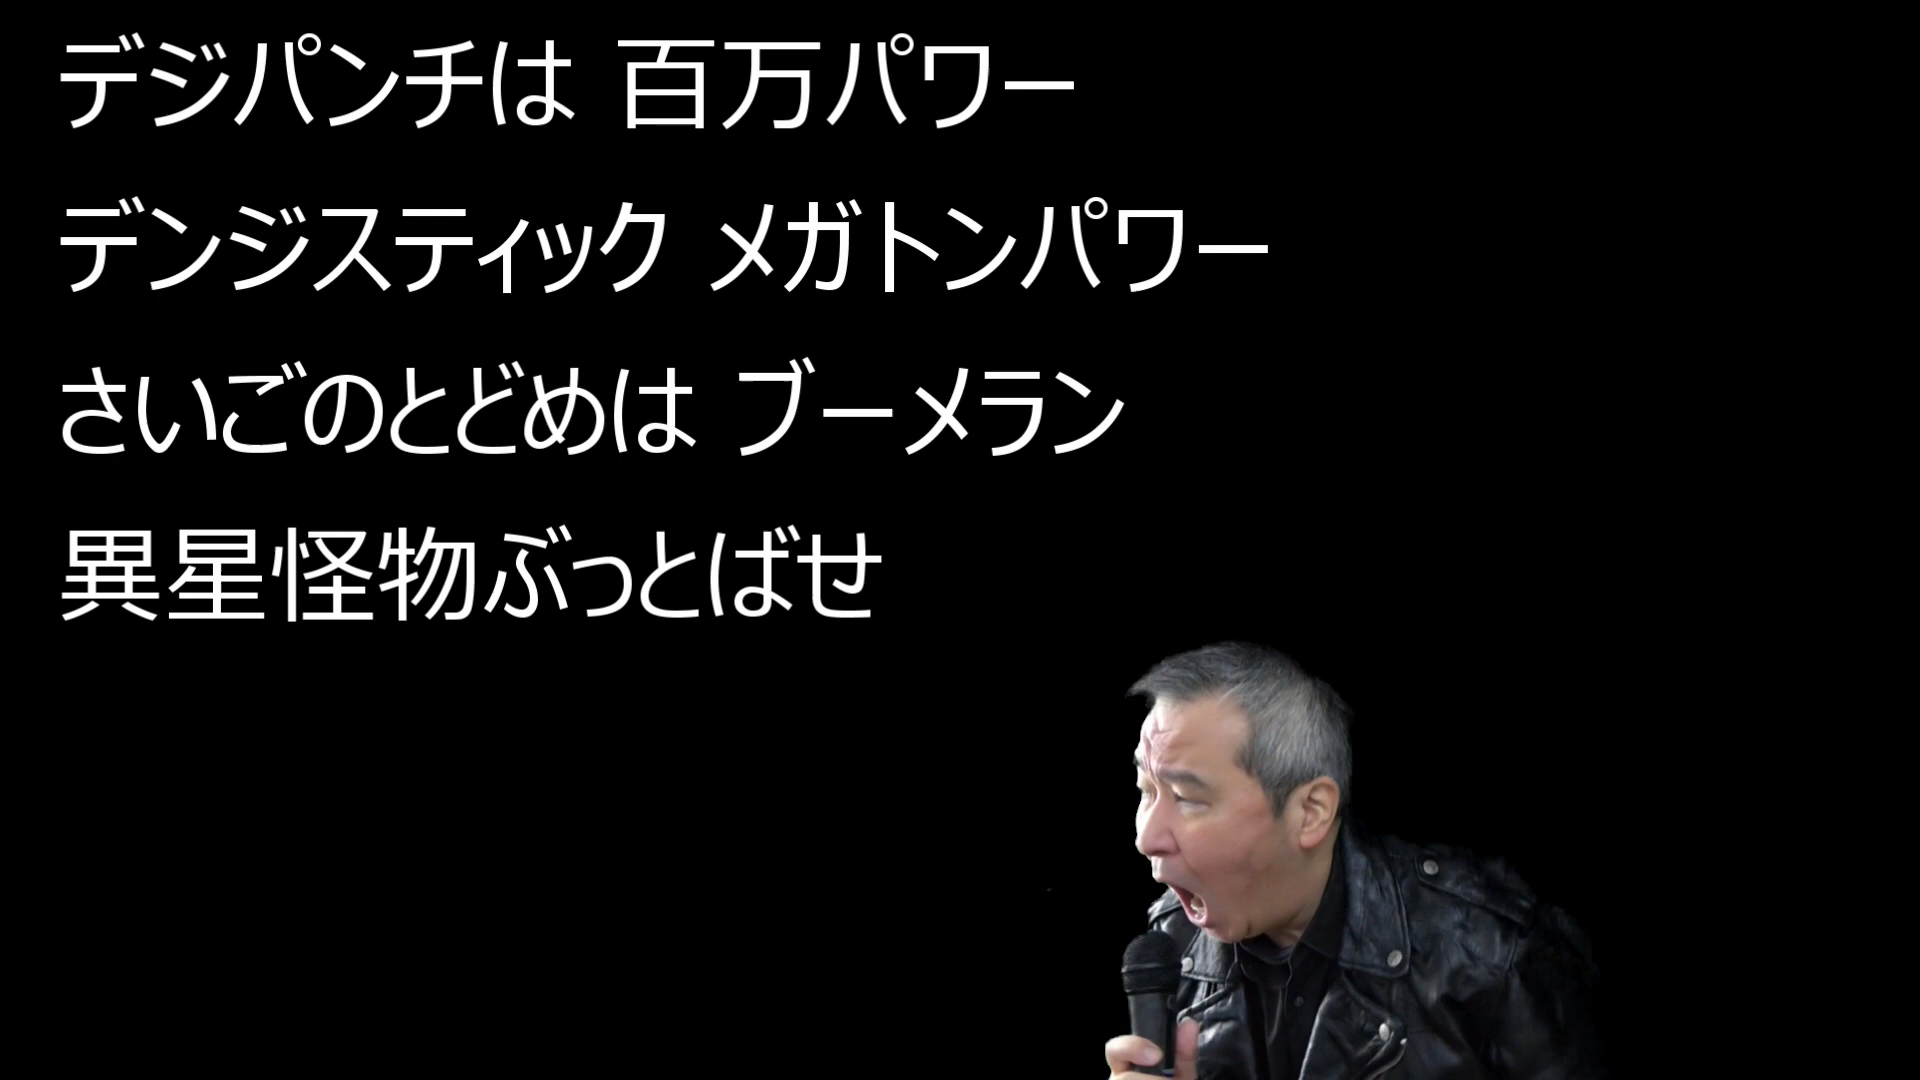 デジパンチは 百万パワー
デンジスティック メガトンパワー
さいごのとどめは ブーメラン
異星怪物ぶっとばせ